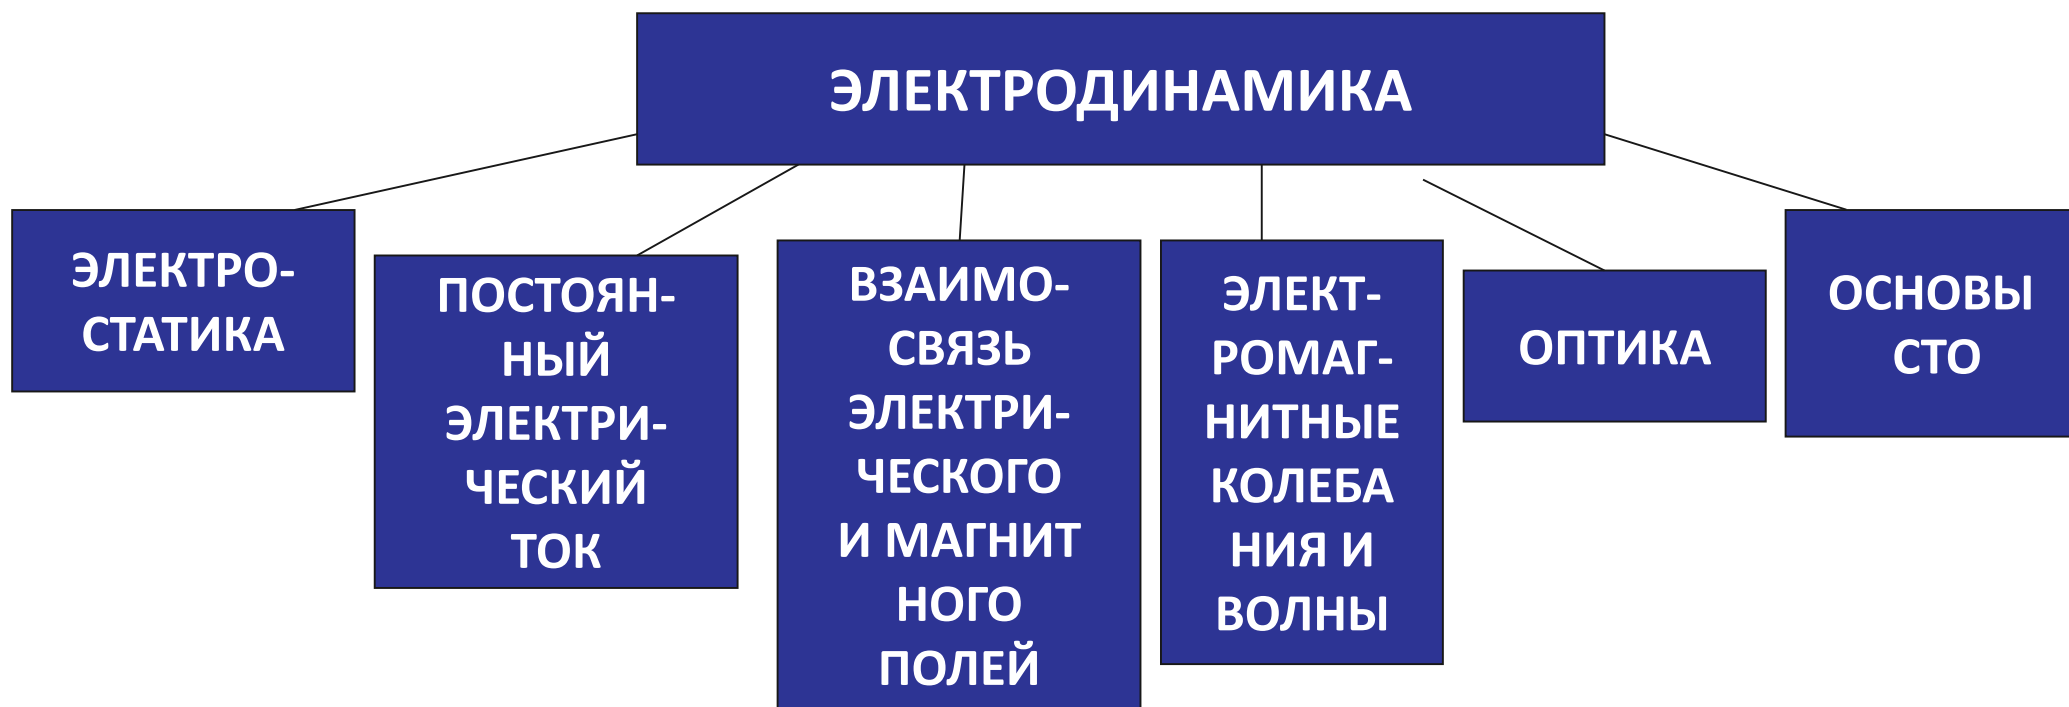 ЭЛЕКТРОДИНАМИКА
ЭЛЕКТРО-
СТАТИКА
ПОСТОЯН-
НЫЙ
ЭЛЕКТРИ-
ЧЕСКИЙ
ТОК
ВЗАИМО-
СВЯЗЬ
ЭЛЕКТРИ-
ЧЕСКОГО
И МАГНИТ
НОГО
ПОЛЕЙ
ЭЛЕКТ-
РОМАГ-
НИТНЫЕ
КОЛЕБА
НИЯ И
ВОЛНЫ
ОПТИКА
ОСНОВЫ
СТО